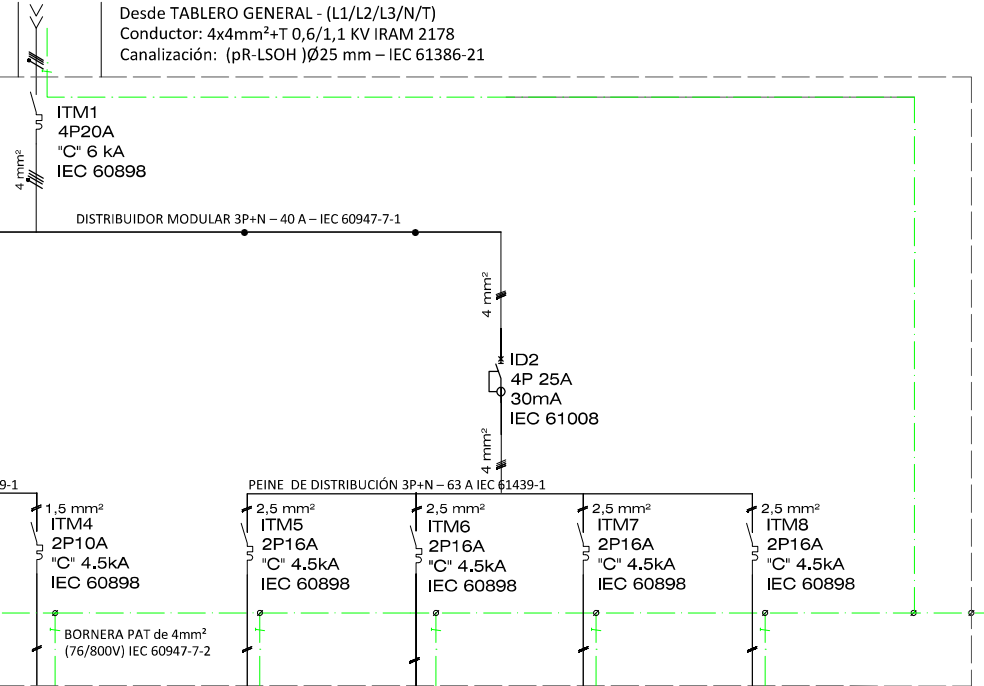 Desde TABLERO GENERAL - (L1/L2/L3/N/T)
Conductor: 4x4mm²+T 0,6/1,1 KV IRAM 2178
Canalización: (pR-LSOH )Ø25 mm – IEC 61386-21
ITM1
4P20A
"C" 6 kA
IEC 60898
4 mm²
DISTRIBUIDOR MODULAR 3P+N – 40 A – IEC 60947-7-1
4 mm²
ID2
4P 25A
30mA
IEC 61008
4 mm²
9-1
PEINE DE DISTRIBUCIÓN 3P+N – 63 A IEC 61439-1
1,5 mm²
ITM4
2P10A
"C" 4.5kA
IEC 60898
2,5 mm²
ITM5
2P16A
"C" 4.5kA
IEC 60898
2,5 mm²
ITM6
2P16A
"C" 4.5kA
IEC 60898
2,5 mm²
ITM7
2P16A
"C" 4.5kA
IEC 60898
2,5 mm²
ITM8
2P16A
"C" 4.5kA
IEC 60898
BORNERA PAT de 4mm²
(76/800V) IEC 60947-7-2